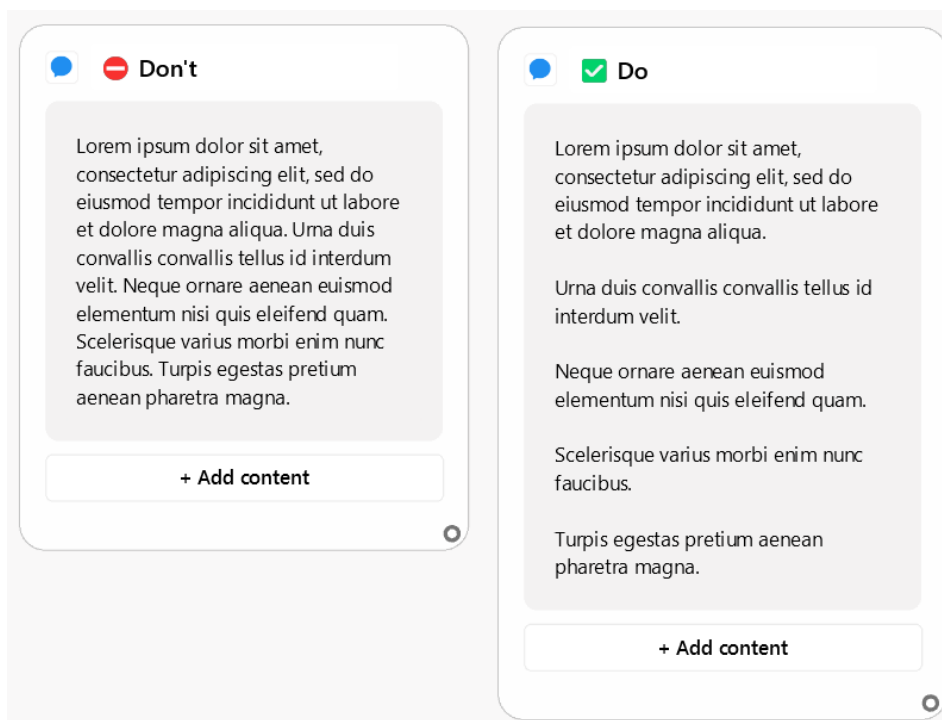 Don't
Lorem ipsum dolor sit amet,
consectetur adipiscing elit, sed do
eiusmod tempor incididunt ut labore
et dolore magna aliqua. Urna duis
convallis convallis tellus id interdum
velit. Neque ornare aenean euismod
elementum nisi quis eleifend quam.
Scelerisque varius morbi enim nunc
faucibus. Turpis egestas pretium
aenean pharetra magna.
+ Add content
Do
Lorem ipsum dolor sit amet,
consectetur adipiscing elit, sed do
eiusmod tempor incididunt ut labore
et dolore magna aliqua.
Urna duis convallis convallis tellus id
interdum velit.
Neque ornare aenean euismod
elementum nisi quis eleifend quam.
Scelerisque varius morbi enim nunc
faucibus.
Turpis egestas pretium aenean
pharetra magna.
+ Add content